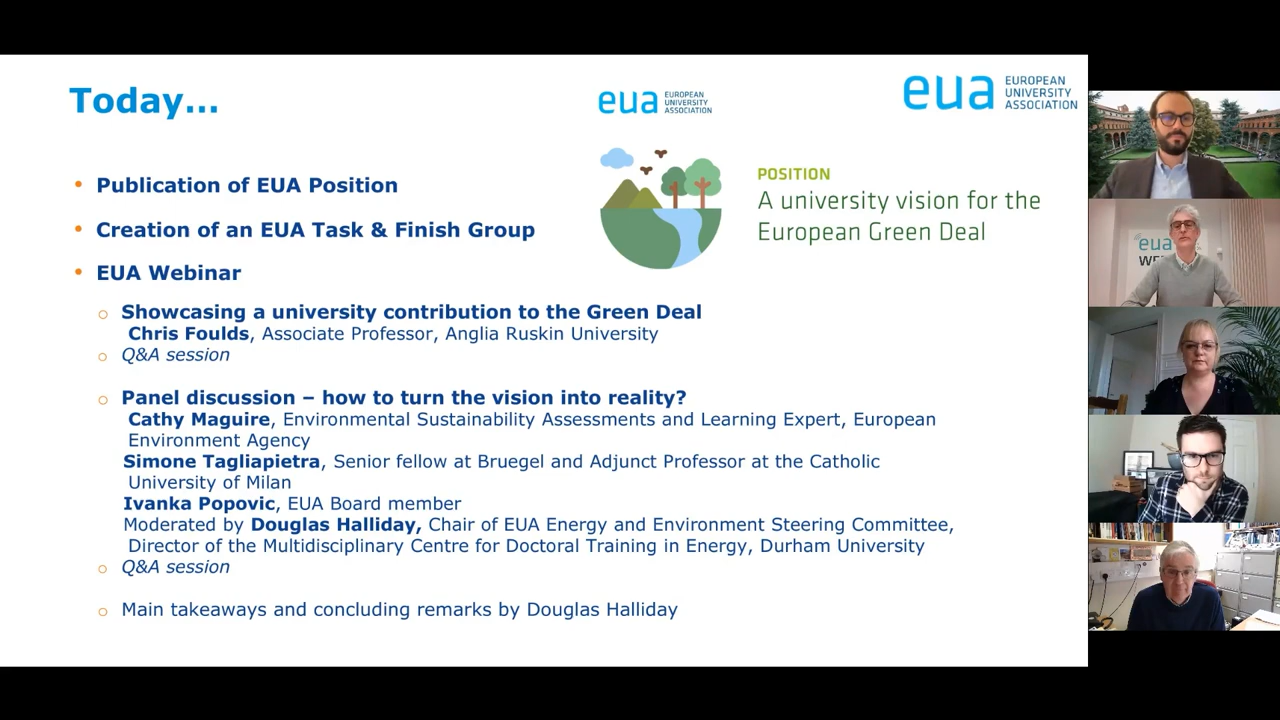 Today...
eua EUROPEAN
UNIVERSITY
ASSOCIATION
eua EUROPEAN
UNIVERSITY
ASSOCIATION
POSITION
A university vision for the
European Green Deal
• Publication of EUA Position
• Creation of an EUA Task & Finish Group
• EUA Webinar
o Showcasing a university contribution to the Green Deal
Chris Foulds, Associate Professor, Anglia Ruskin University
o Q&A session
o Panel discussion – how to turn the vision into reality?
Cathy Maguire, Environmental Sustainability Assessments and Learning Expert, European
Environment Agency
Simone Tagliapietra, Senior fellow at Bruegel and Adjunct Professor at the Catholic
University of Milan
Ivanka Popovic, EUA Board member
Moderated by Douglas Halliday, Chair of EUA Energy and Environment Steering Committee,
Director of the Multidisciplinary Centre for Doctoral Training in Energy, Durham University
o Q&A session
o Main takeaways and concluding remarks by Douglas Halliday
eua